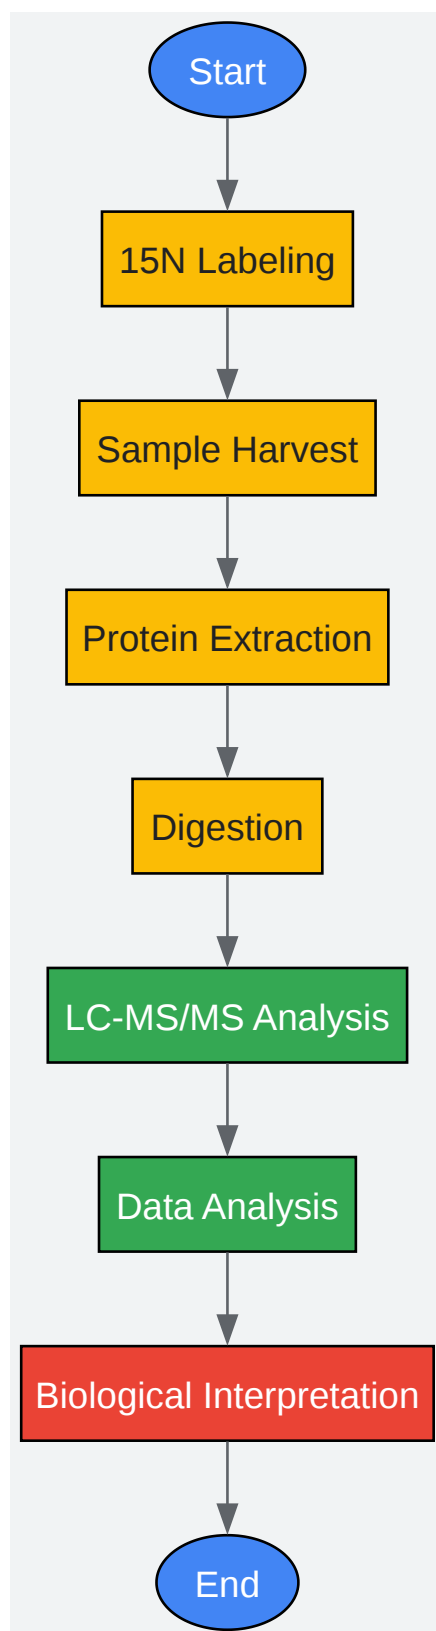 Start
15N Labeling
Sample Harvest
Protein Extraction
Digestion
LC-MS/MS Analysis
Data Analysis
Biological Interpretation
End